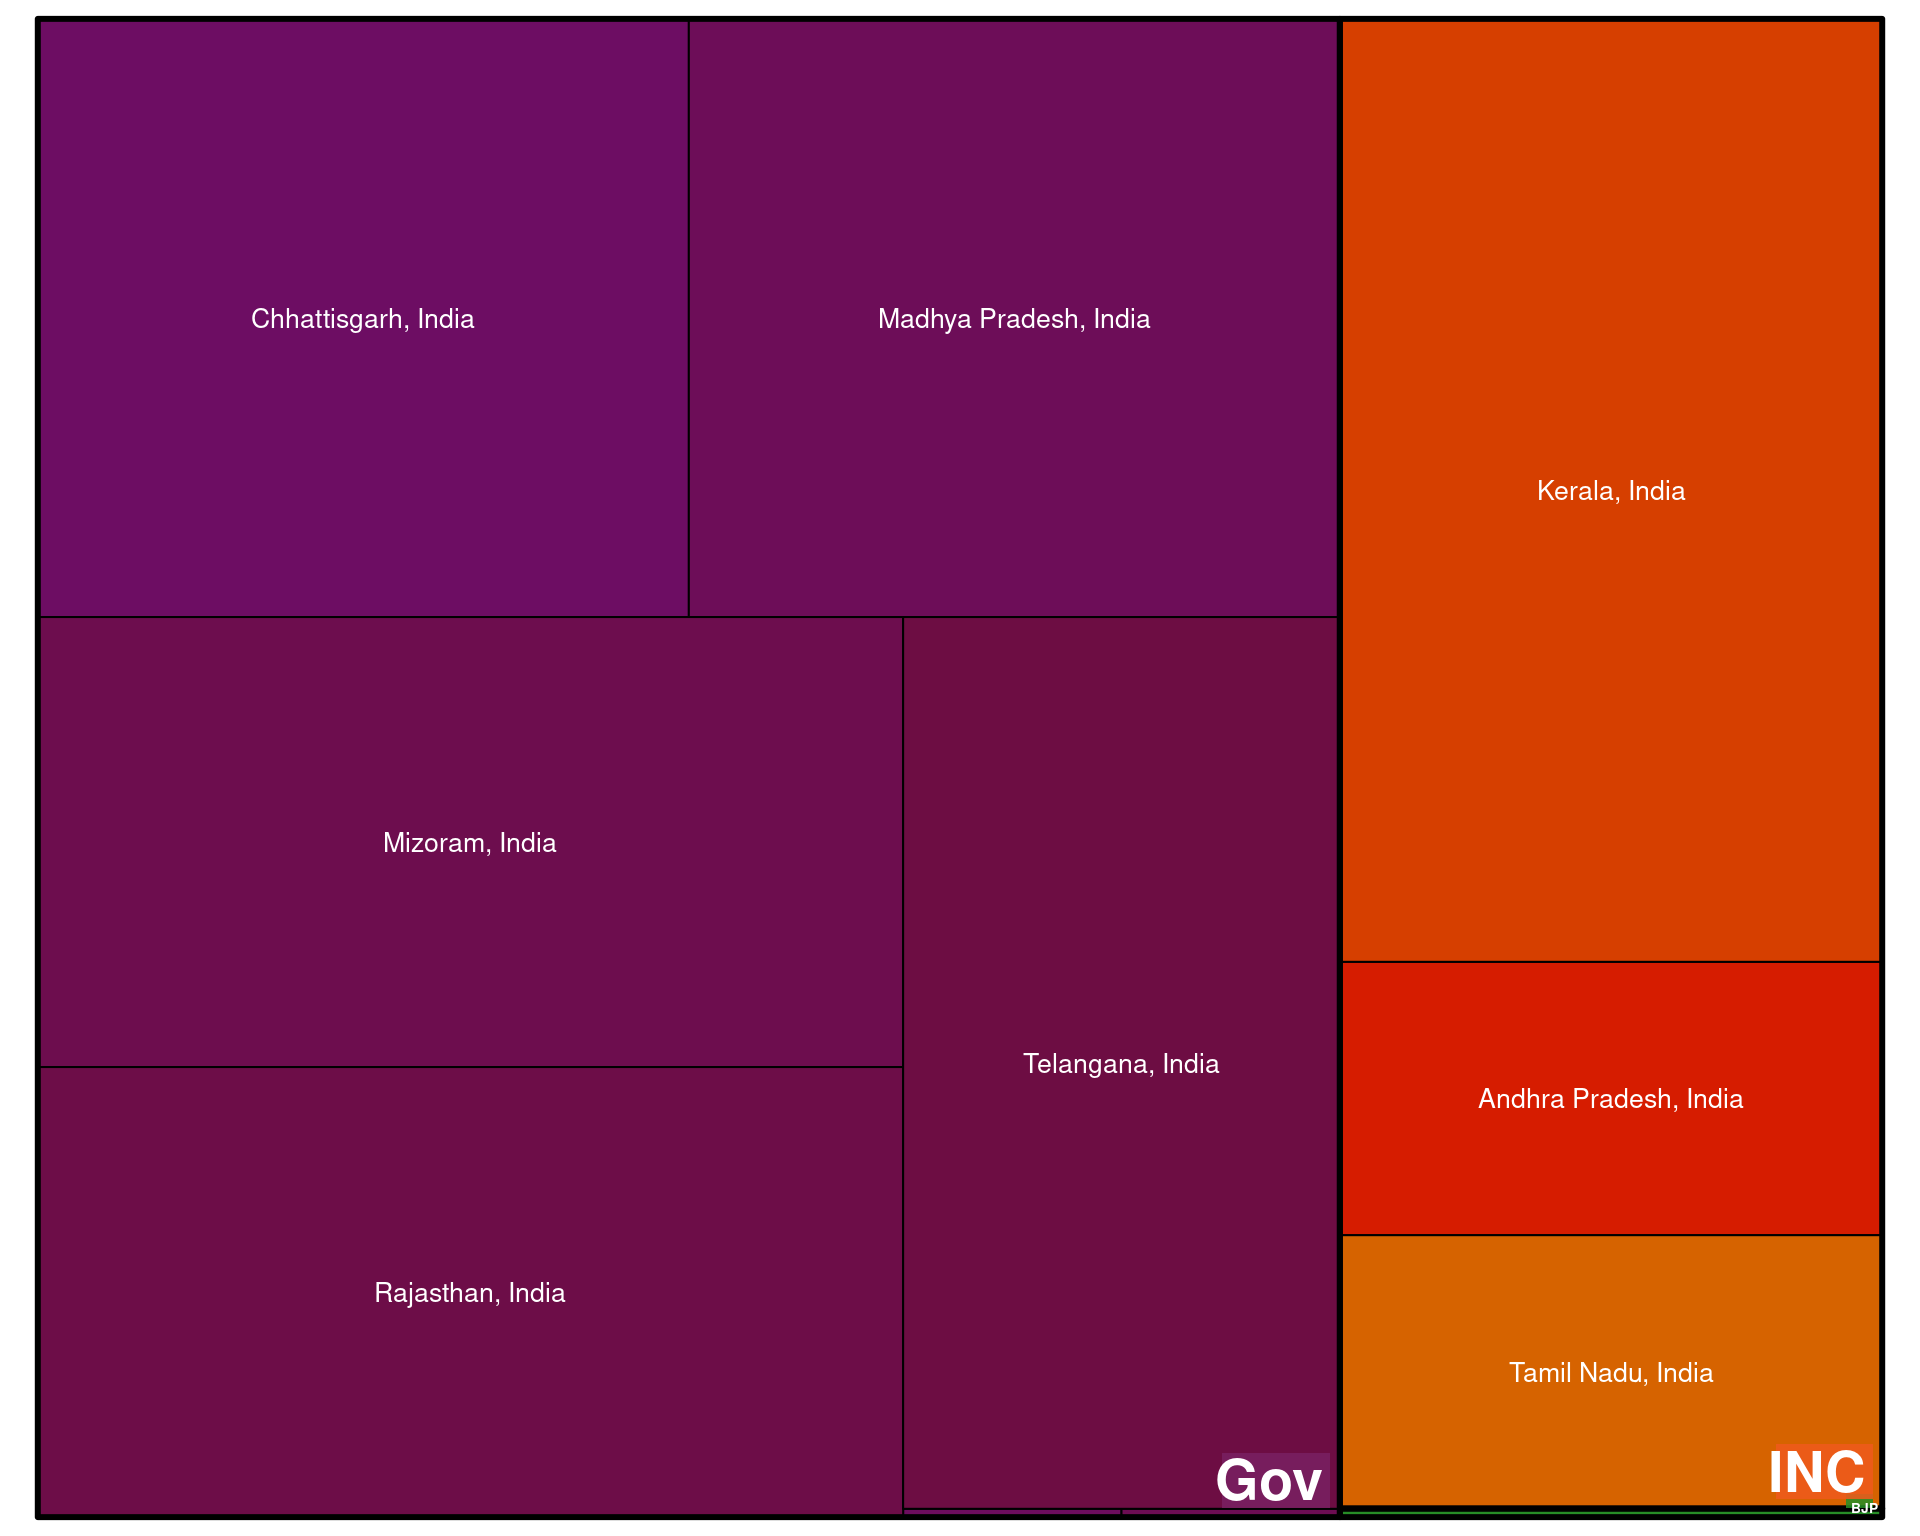 Chhattisgarh, India
Madhya Pradesh, India
Kerala, India
Mizoram, India
Telangana, India
Andhra Pradesh, India
Rajasthan, India
Tamil Nadu, India
Gov
INC
BJP